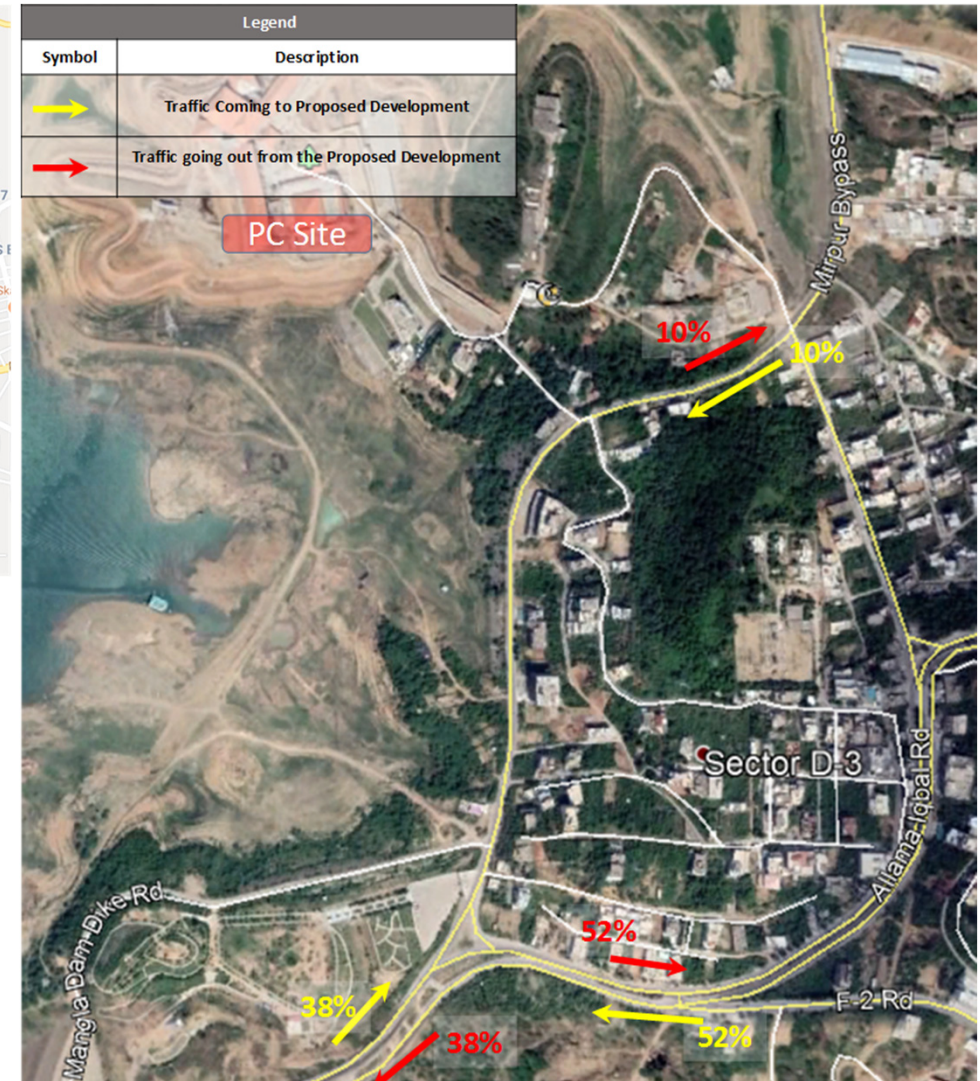 Legend
Symbol
Description
Traffic Coming to Proposed Development
Traffic going out from the Proposed Development
PC Site
Mirpur Bypass
10%
10%
Sector D-3
Allama Iqbal Rd
Mangla Dam Dike Rd
52%
F-2 Rd
38%
52%
38%